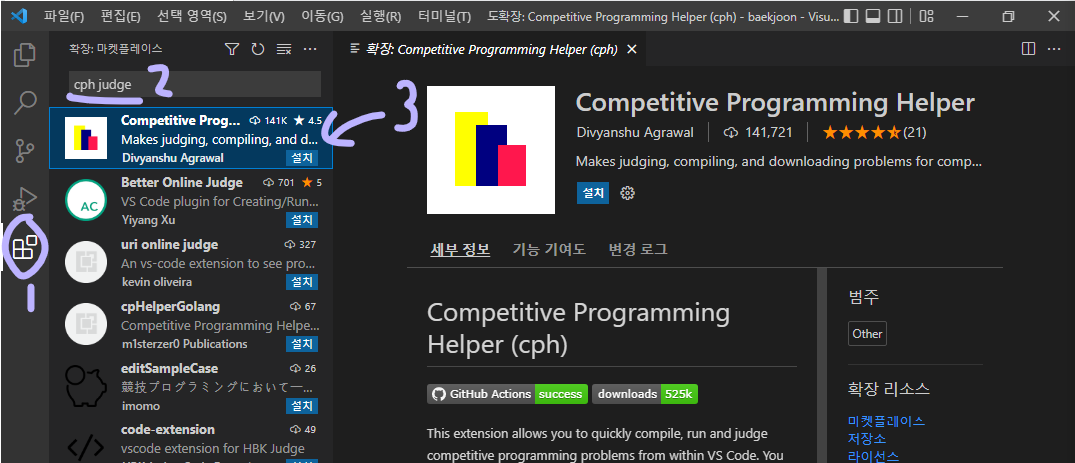 파일(F) 편집(E) 선택 영역(S) 보기(V) 이동(G) 실행(R) 터미널(T) 도움
확장: Competitive Programming Helper (cph) - baekjoon - Visu...
확장: 마켓플레이스
cph judge
2
Competitive Prog... 141K 4.5
Makes judging, compiling, and d...
Divyanshu Agrawal 설치
Better Online Judge 701 5
VS Code plugin for Creating/Run...
Yiyang Xu 설치
AC
uri online judge 327
An vs-code extension to see pro...
kevin oliveira 설치
cpHelperGolang 67
Competitive Programming Helpe...
m1sterzer0 Publications 설치
editSampleCase 26
競技プログラミングにおいて一...
imomo 설치
code-extension 49
vscode extension for HBK Judge
1
3
확장: Competitive Programming Helper (cph)
Competitive Programming Helper
Divyanshu Agrawal 141,721 (21)
Makes judging, compiling, and downloading problems for comp...
설치
세부 정보 기능 기여도 변경 로그
Competitive Programming
Helper (cph)
GitHub Actions success downloads 525k
This extension allows you to quickly compile, run and judge
competitive programming problems from within VS Code. You
범주
Other
확장 리소스
마켓플레이스
저장소
라이선스